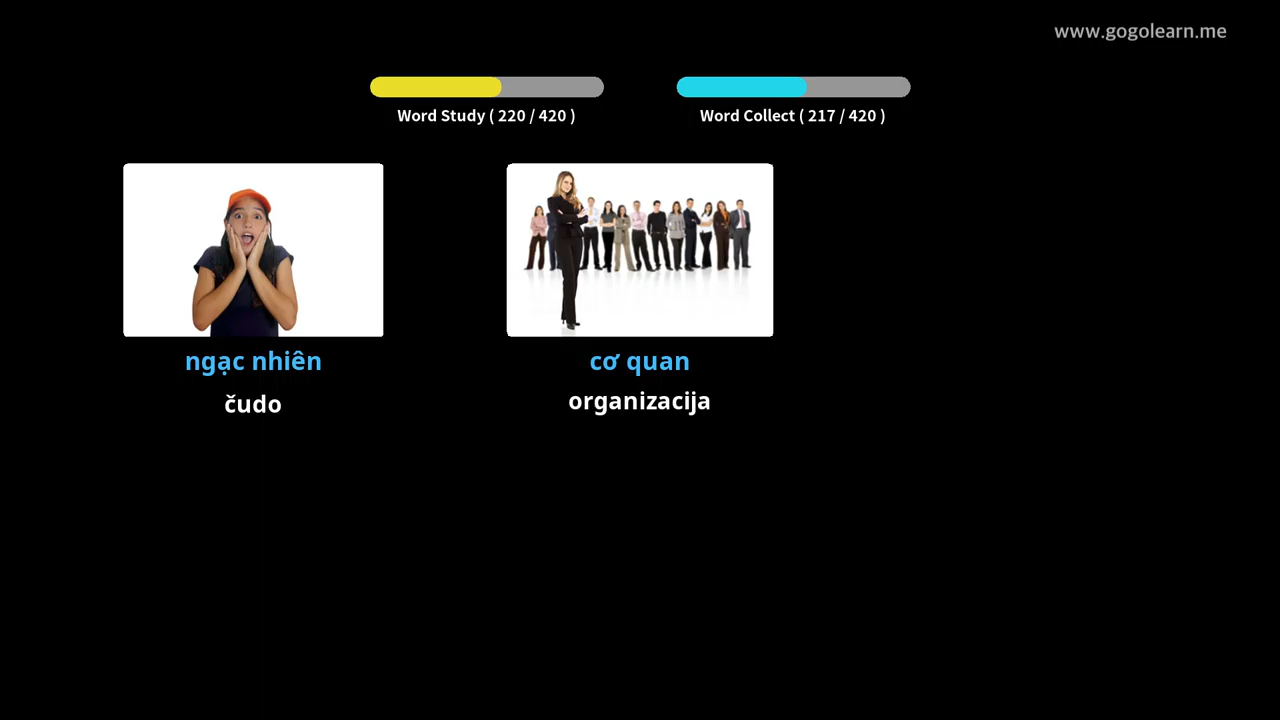 www.gogolearn.me
Word Study ( 220 / 420 )
Word Collect ( 217 / 420 )
ngạc nhiên
čudo
cơ quan
organizacija